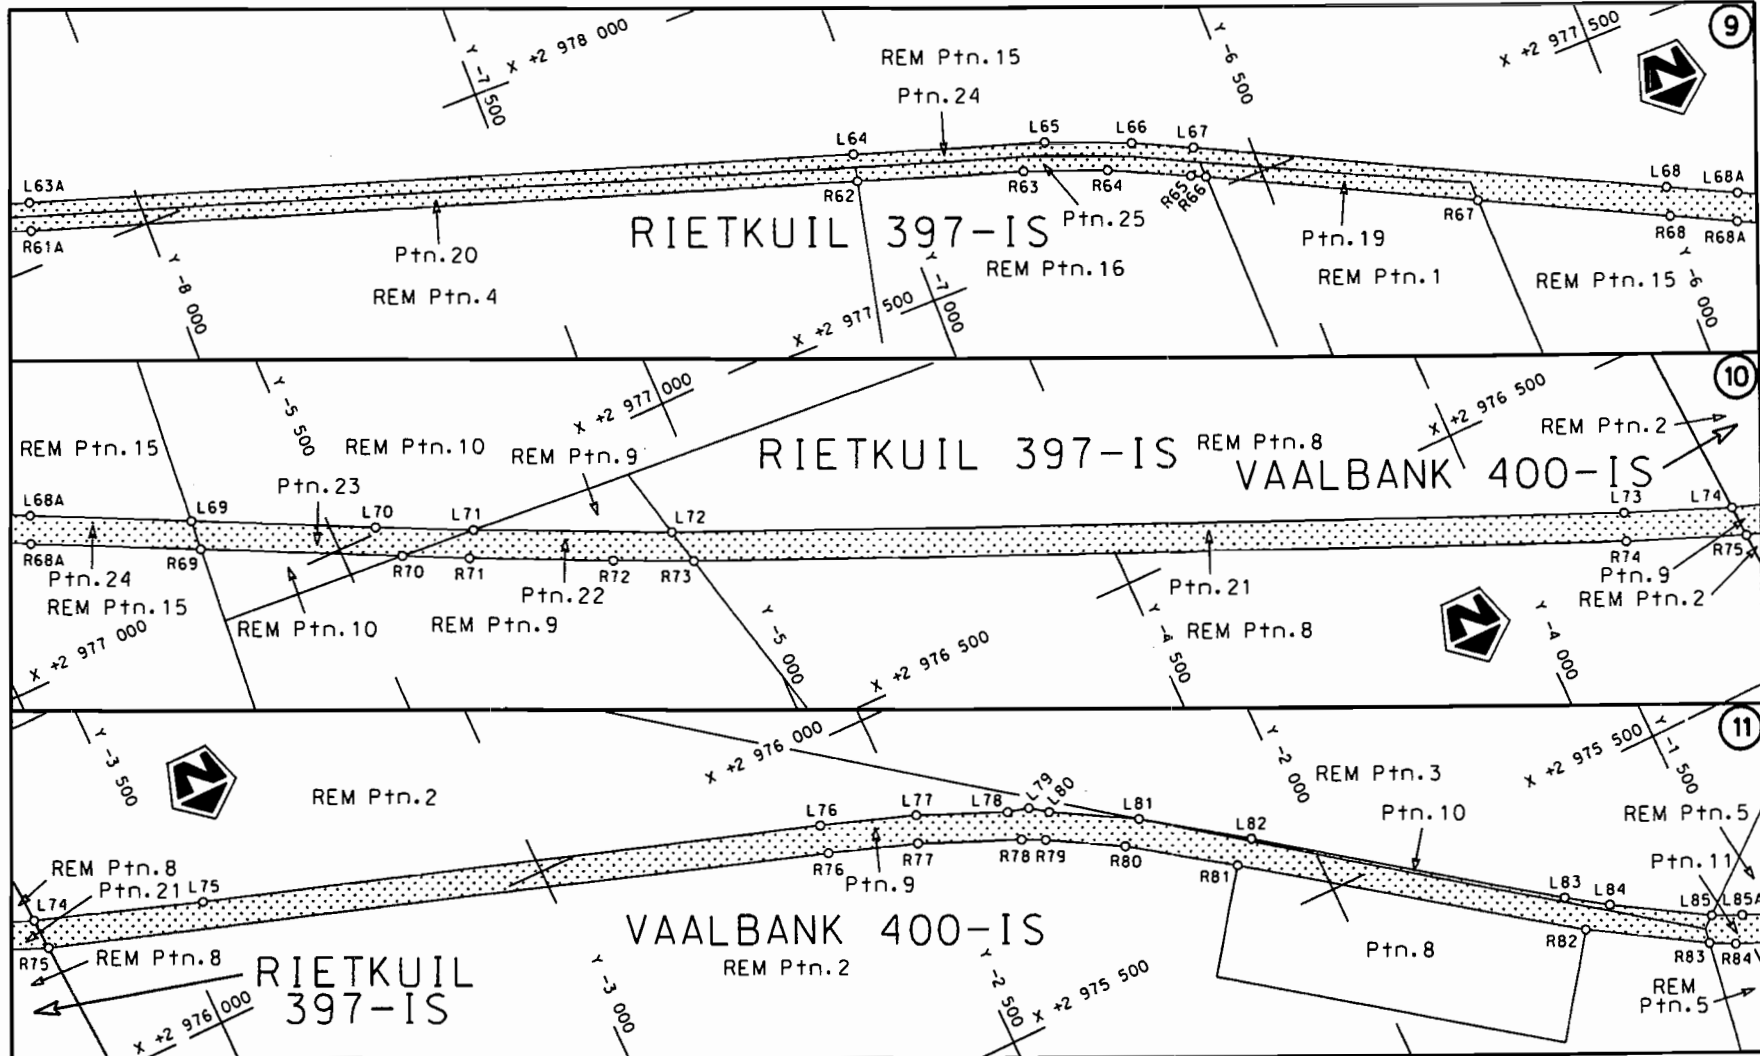 9
Y -7 500
X +2 978 000
REM Ptn.15
Ptn.24
Y -6 500
X +2 977 500
L63A
L64
L65
L66
L67
L68
L68A
R61A
R62
R63
R64
R65
R66
R67
R68
R68A
RIETKUIL 397-IS
Ptn.25
Ptn.20
REM Ptn.4
REM Ptn.16
Ptn.19
REM Ptn.1
REM Ptn.15
Y -8 000
X +2 977 500
Y -7 000
Y -6 000
10
Y -5 500
X +2 977 000
X +2 976 500
REM Ptn.15
REM Ptn.10
REM Ptn.9
RIETKUIL 397-IS
REM Ptn.8
REM Ptn.2
VAALBANK 400-IS
Ptn.23
L68A
L69
L70
L71
L72
L73
L74
R68A
R69
R70
R71
R72
R73
R74
R75
Ptn.24
REM Ptn.15
REM Ptn.10
Ptn.22
REM Ptn.9
Ptn.21
REM Ptn.8
Ptn.9
REM Ptn.2
X +2 977 000
Y -5 000
X +2 976 500
Y -4 500
Y -4 000
11
Y -3 500
X +2 976 000
Y -2 000
X +2 975 500
Y -1 500
REM Ptn.2
REM Ptn.3
Ptn.10
REM Ptn.5
Ptn.11
REM Ptn.8
Ptn.21
L74
L75
L76
L77
L78
L79
L80
L81
L82
L83
L84
L85
L85A
R75
R76
R77
R78
R79
R80
R81
R82
R83
R84
Ptn.9
REM Ptn.8
VAALBANK 400-IS
REM Ptn.2
Ptn.8
REM
Ptn.5
RIETKUIL
397-IS
X +2 976 000
Y -3 000
Y -2 500
X +2 975 500